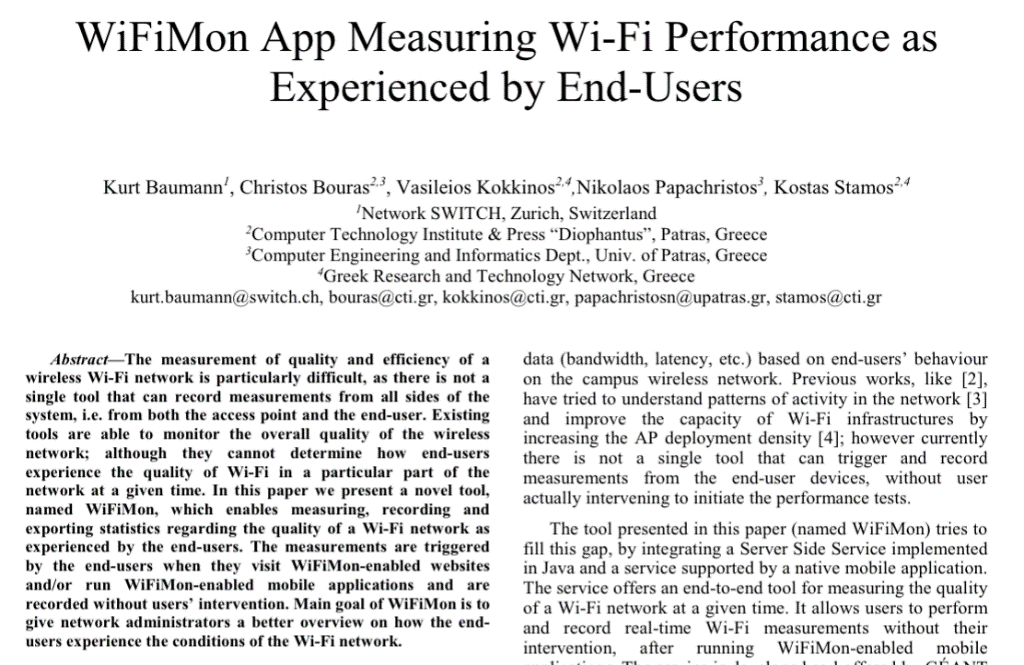 WiFiMon App Measuring Wi-Fi Performance as
Experienced by End-Users
Kurt Baumann1, Christos Bouras2,3, Vasileios Kokkinos2,4,Nikolaos Papachristos3, Kostas Stamos2,4
1Network SWITCH, Zurich, Switzerland
2Computer Technology Institute & Press “Diophantus”, Patras, Greece
3Computer Engineering and Informatics Dept., Univ. of Patras, Greece
4Greek Research and Technology Network, Greece
kurt.baumann@switch.ch, bouras@cti.gr, kokkinos@cti.gr, papachristosn@upatras.gr, stamos@cti.gr
Abstract—The measurement of quality and efficiency of a
wireless Wi-Fi network is particularly difficult, as there is not a
single tool that can record measurements from all sides of the
system, i.e. from both the access point and the end-user. Existing
tools are able to monitor the overall quality of the wireless
network; although they cannot determine how end-users
experience the quality of Wi-Fi in a particular part of the
network at a given time. In this paper we present a novel tool,
named WiFiMon, which enables measuring, recording and
exporting statistics regarding the quality of a Wi-Fi network as
experienced by the end-users. The measurements are triggered
by the end-users when they visit WiFiMon-enabled websites
and/or run WiFiMon-enabled mobile applications and are
recorded without users’ intervention. Main goal of WiFiMon is to
give network administrators a better overview on how the end-
users experience the conditions of the Wi-Fi network.
data (bandwidth, latency, etc.) based on end-users’ behaviour
on the campus wireless network. Previous works, like [2],
have tried to understand patterns of activity in the network [3]
and improve the capacity of Wi-Fi infrastructures by
increasing the AP deployment density [4]; however currently
there is not a single tool that can trigger and record
measurements from the end-user devices, without user
actually intervening to initiate the performance tests.
The tool presented in this paper (named WiFiMon) tries to
fill this gap, by integrating a Server Side Service implemented
in Java and a service supported by a native mobile application.
The service offers an end-to-end tool for measuring the quality
of a Wi-Fi network at a given time. It allows users to perform
and record real-time Wi-Fi measurements without their
intervention, after running WiFiMon-enabled mobile